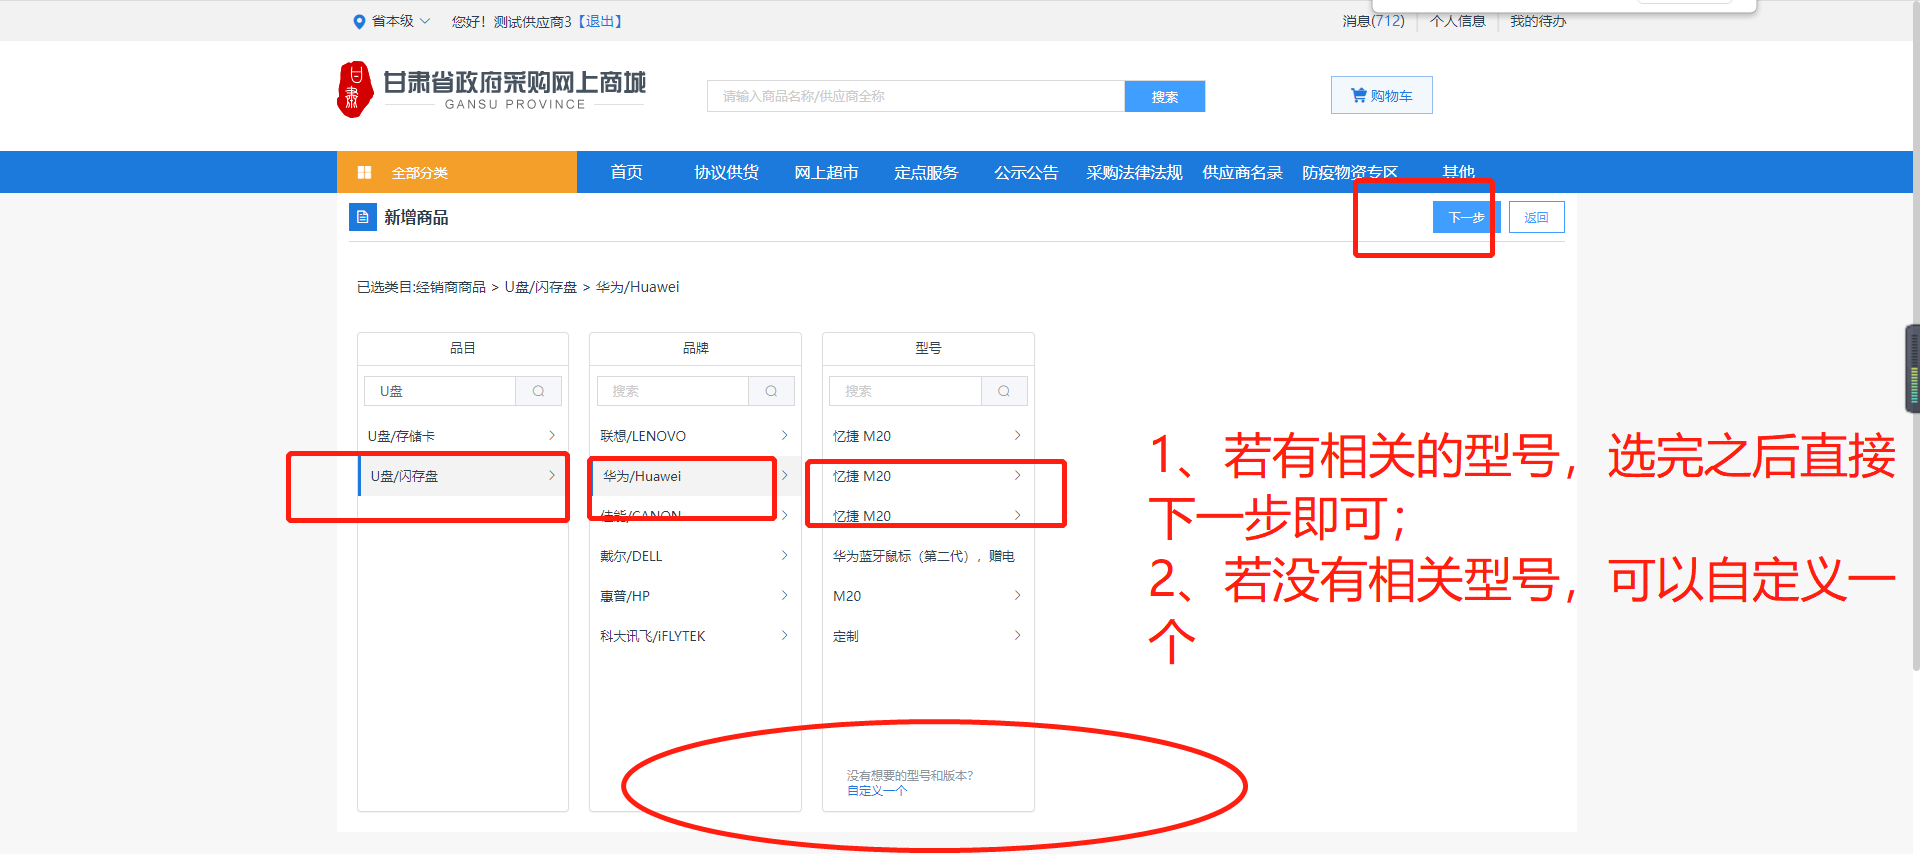 省本级 您好！测试供应商3【退出】 消息(712) 个人信息 我的待办
甘肃省政府采购网上商城
GANSU PROVINCE
请输入商品名称/供应商全称 搜索 购物车
全部分类 首页 协议供货 网上超市 定点服务 公示公告 采购法律法规 供应商名录 防疫物资专区 其他
新增商品 下一步 返回
已选类目:经销商商品 > U盘/闪存盘 > 华为/Huawei
品目 品牌 型号
U盘 搜索 搜索
U盘/存储卡 联想/LENOVO 忆捷 M20
U盘/闪存盘 华为/Huawei 忆捷 M20
佳能/CANON 忆捷 M20
戴尔/DELL 华为蓝牙鼠标（第二代），赠电
惠普/HP M20
科大讯飞/iFLYTEK 定制
没有想要的型号和版本?
自定义一个
1、若有相关的型号，选完之后直接
下一步即可；
2、若没有相关型号，可以自定义一
个
甘肃